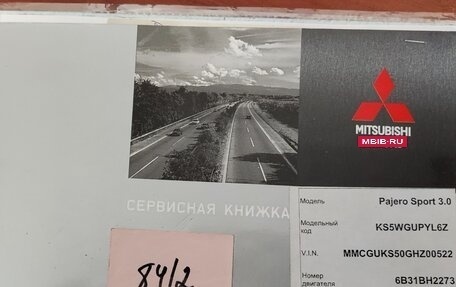 MITSUBISHI
MBIB.RU
СЕРВИСНАЯ КНИЖКА
Модель Pajero Sport 3.0
Модельный код KS5WGUPYL6Z
V.I.N. MMCGUKS50GHZ00522
Номер двигателя 6B31BH2273
84/2